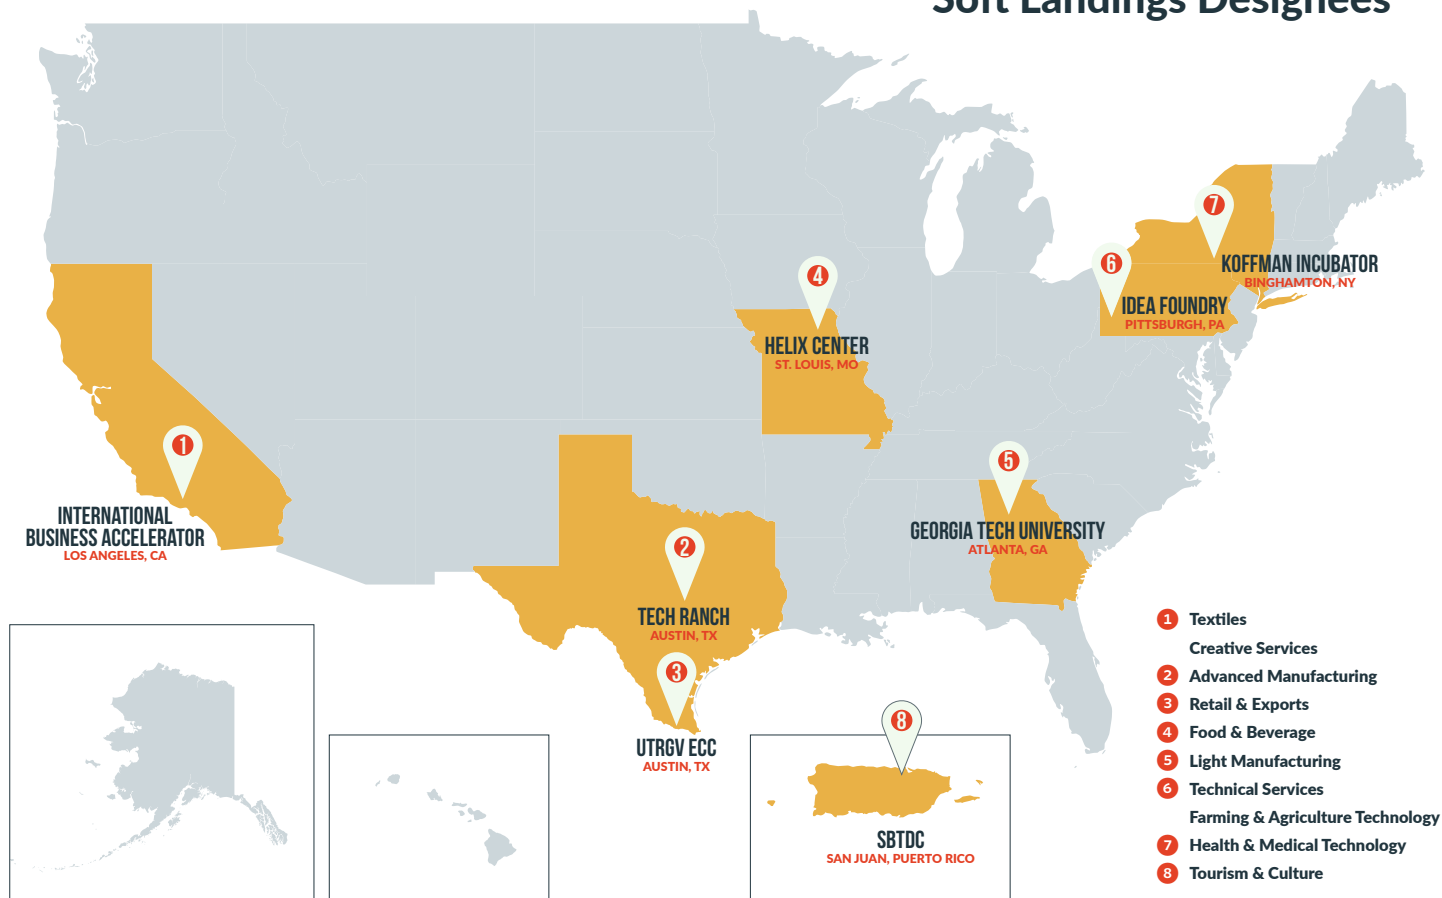 Soft Landings Designees
7
KOFFMAN INCUBATOR
BINGHAMTON, NY
6
IDEA FOUNDRY
PITTSBURGH, PA
4
HELIX CENTER
ST. LOUIS, MO
1
INTERNATIONAL
BUSINESS ACCELERATOR
LOS ANGELES, CA
5
GEORGIA TECH UNIVERSITY
ATLANTA, GA
2
TECH RANCH
AUSTIN, TX
3
UTRGV ECC
AUSTIN, TX
8
SBTDC
SAN JUAN, PUERTO RICO
1 Textiles
Creative Services
2 Advanced Manufacturing
3 Retail & Exports
4 Food & Beverage
5 Light Manufacturing
6 Technical Services
Farming & Agriculture Technology
7 Health & Medical Technology
8 Tourism & Culture